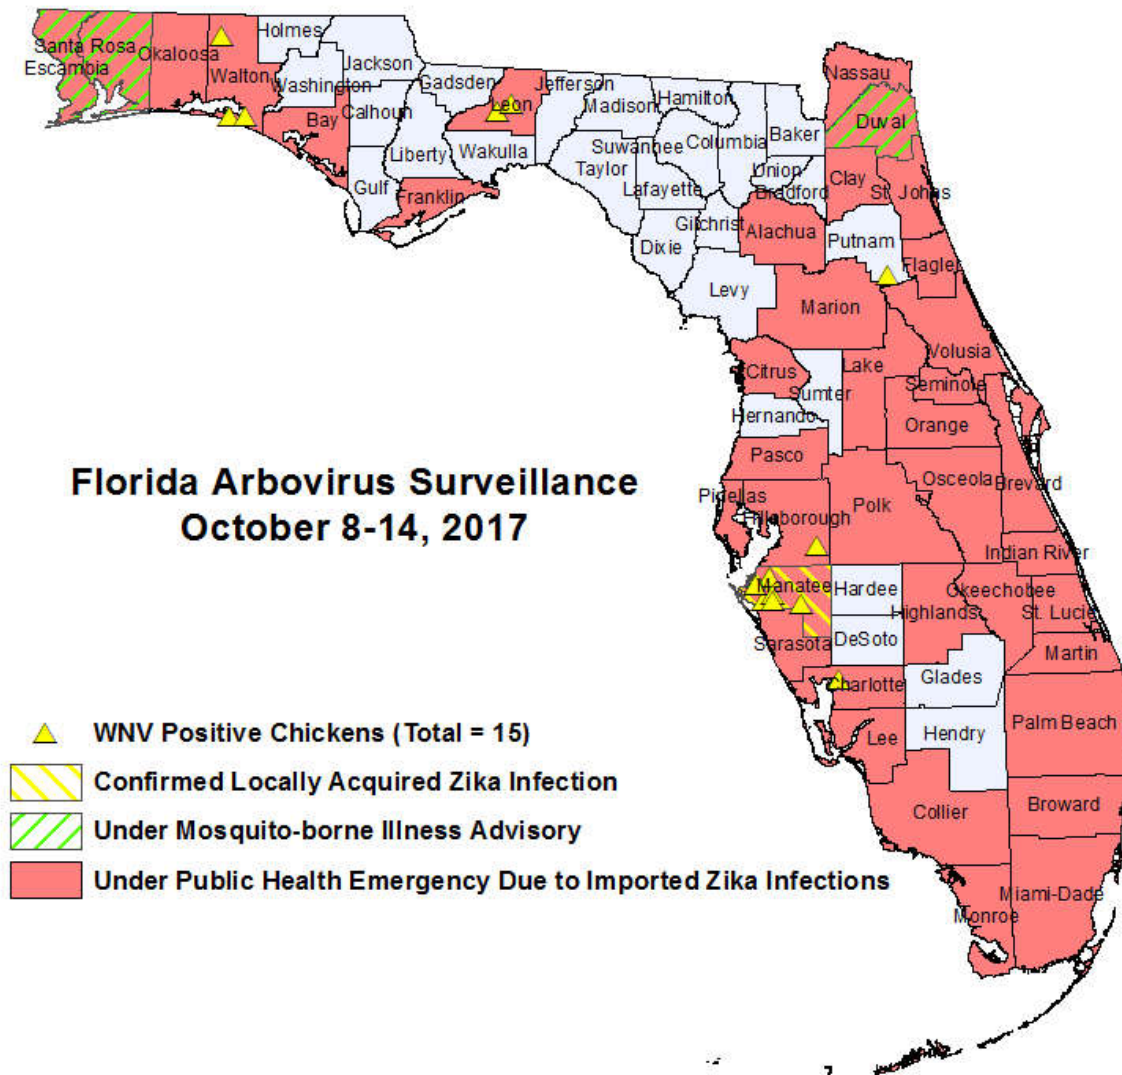 Holmes
Santa Rosa
Okaloosa
Escambia
Walton
Jackson
Washington
Gadsden
Leon
Jefferson
Madison
Hamilton
Nassau
Bay
Calhoun
Liberty
Wakulla
Taylor
Suwannee
Columbia
Baker
Duval
Gulf
Franklin
Lafayette
Union
Bradford
Clay
St. Johns
Gilchrist
Alachua
Putnam
Dixie
Flagler
Levy
Marion
Citrus
Sumter
Lake
Volusia
Seminole
Hernando
Orange
Pasco
Florida Arbovirus Surveillance
October 8-14, 2017
Pinellas
Hillsborough
Polk
Osceola
Brevard
Indian River
Manatee
Hardee
Okeechobee
Highlands
St. Lucie
Sarasota
DeSoto
Martin
Charlotte
Glades
Palm Beach
Lee
Hendry
WNV Positive Chickens (Total = 15)
Confirmed Locally Acquired Zika Infection
Collier
Broward
Under Mosquito-borne Illness Advisory
Under Public Health Emergency Due to Imported Zika Infections
Miami-Dade
Monroe